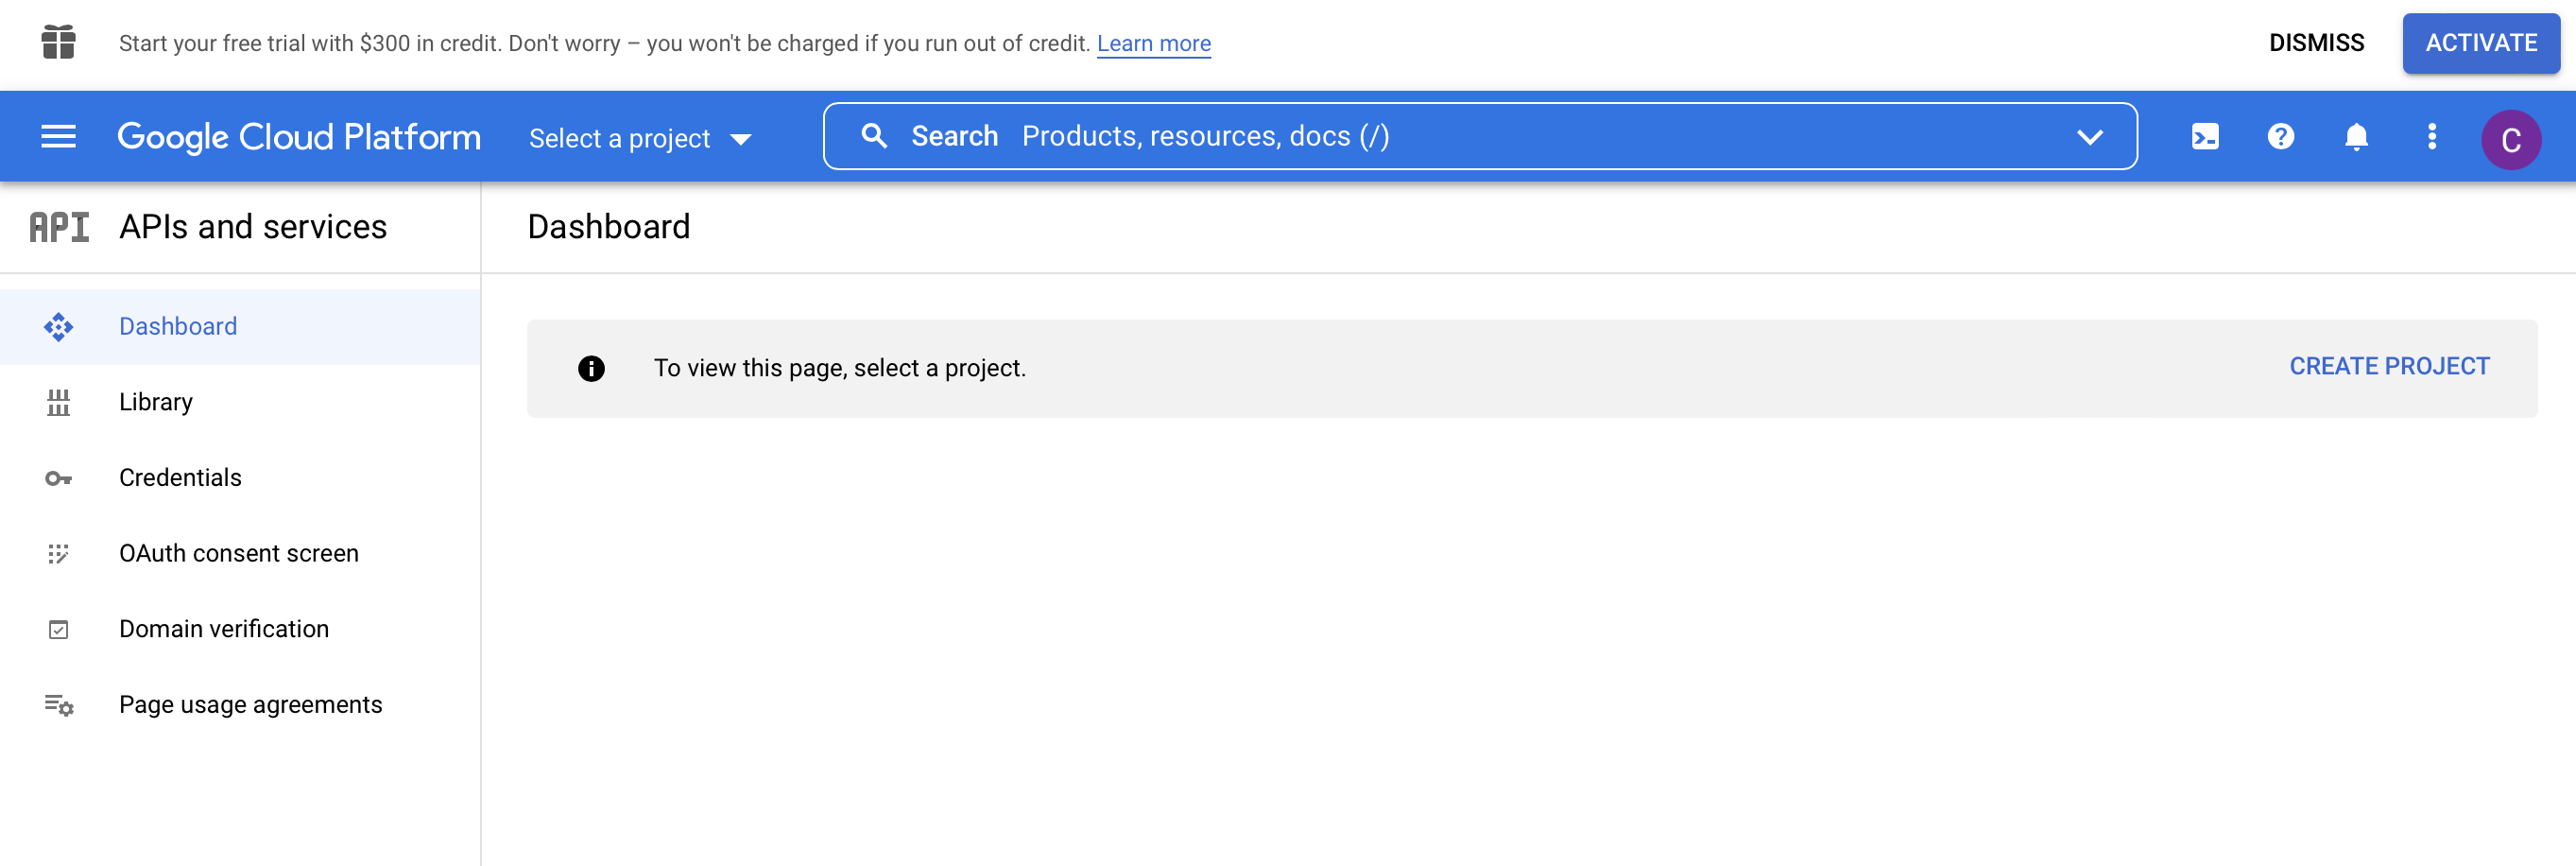 Start your free trial with $300 in credit. Don't worry – you won't be charged if you run out of credit. Learn more
DISMISS
ACTIVATE
Google Cloud Platform
Select a project
Search Products, resources, docs (/)
C
API APIs and services
Dashboard
Dashboard
Library
Credentials
OAuth consent screen
Domain verification
Page usage agreements
To view this page, select a project.
CREATE PROJECT